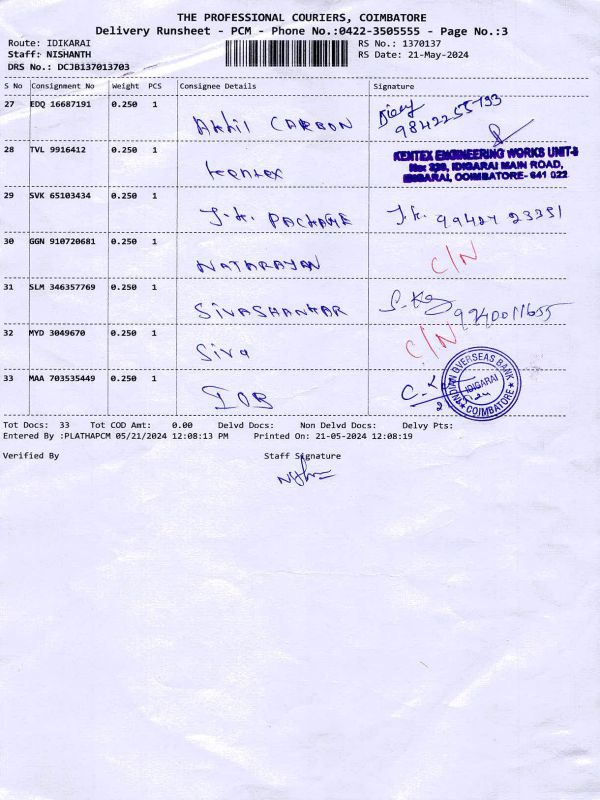 THE PROFESSIONAL COURIERS, COIMBATORE
Delivery Runsheet - PCM - Phone No.:0422-3505555 - Page No.:3
Route: IDIKARAI RS No.: 1370137
Staff: NISHANTH RS Date: 21-May-2024
DRS No.: DCJB137013703
S No Consignment No Weight PCS Consignee Details Signature
27 EDQ 16687191 0.250 1
Akhil CARBON
28 TVL 9916412 0.250 1
Kentex
KENTEX ENGINEERING WORKS UNIT-II
IDIGARAI MAIN ROAD,
IDIGARAI, COIMBATORE- 641 022
29 SVK 65103434 0.250 1
J.K. PACKAGE J.K. 99427 23351
30 GGN 910720681 0.250 1
C/N
NATARAYAN
31 SLM 346357769 0.250 1
SIVASHANKAR
32 MYD 3049670 0.250 1
C/N
Siva
33 MAA 703535449 0.250 1
IOB
INDIAN OVERSEAS BANK
IDIGARAI
COIMBATORE
Tot Docs: 33 Tot COD Amt: 0.00 Delvd Docs: Non Delvd Docs: Delvy Pts:
Entered By :PLATHAPCM 05/21/2024 12:08:13 PM Printed On: 21-05-2024 12:08:19
Verified By Staff Signature